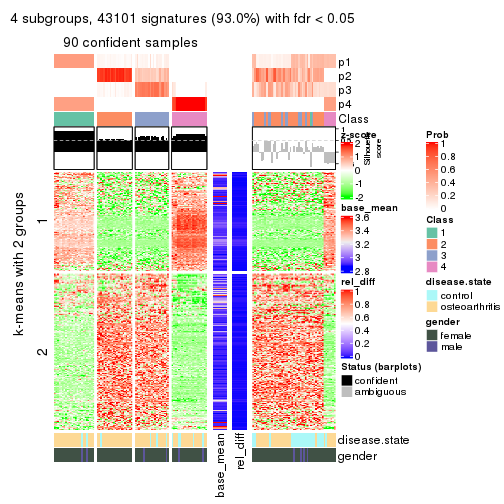 4 subgroups, 43101 signatures (93.0%) with fdr < 0.05
90 confident samples
p1
p2
p3
p4
Class
1
Silhouette
score
k-means with 2 groups
1
2
disease.state
gender
base_mean
rel_diff
z-score
2
1
0
-1
-2
base_mean
3.6
3.4
3.2
3
2.8
rel_diff
1
0.8
0.6
0.4
0.2
0
Status (barplots)
confident
ambiguous
Prob
1
0.8
0.6
0.4
0.2
0
Class
1
2
3
4
disease.state
control
osteoarthritis
gender
female
male